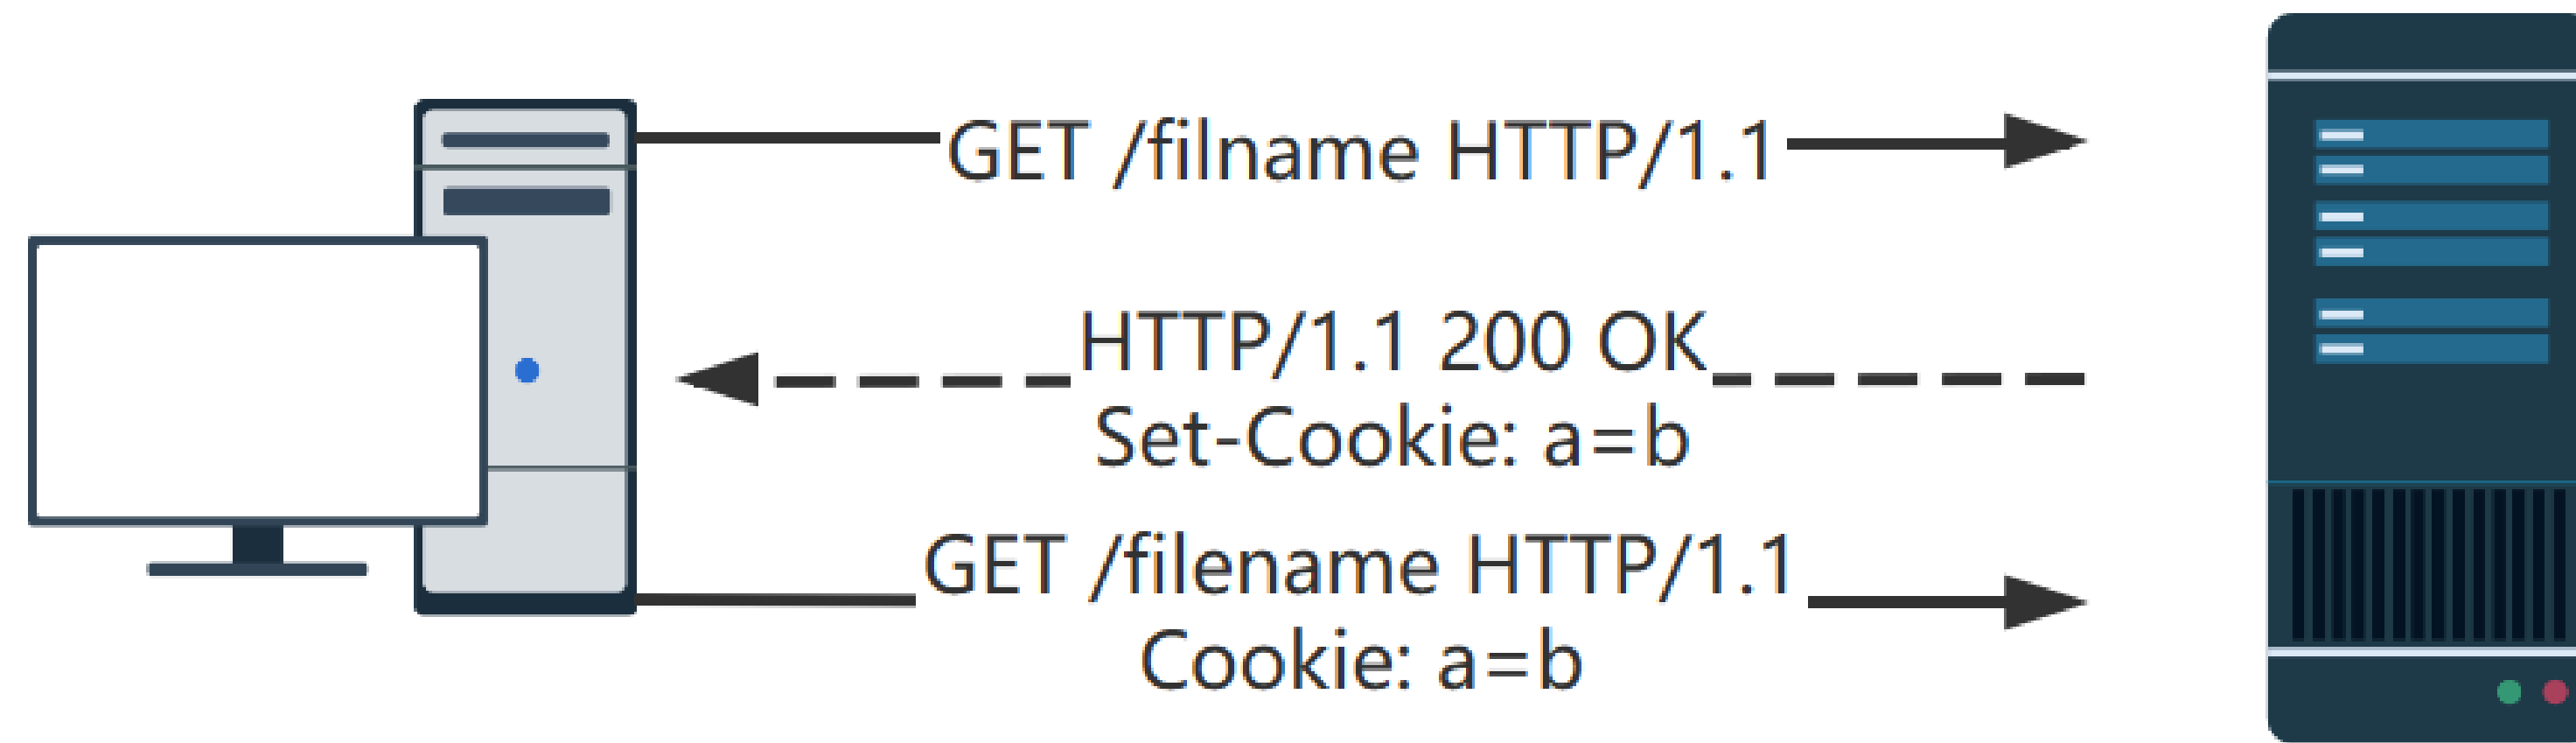 GET /filname HTTP/1.1
HTTP/1.1 200 OK
Set-Cookie: a=b
GET /filename HTTP/1.1
Cookie: a=b